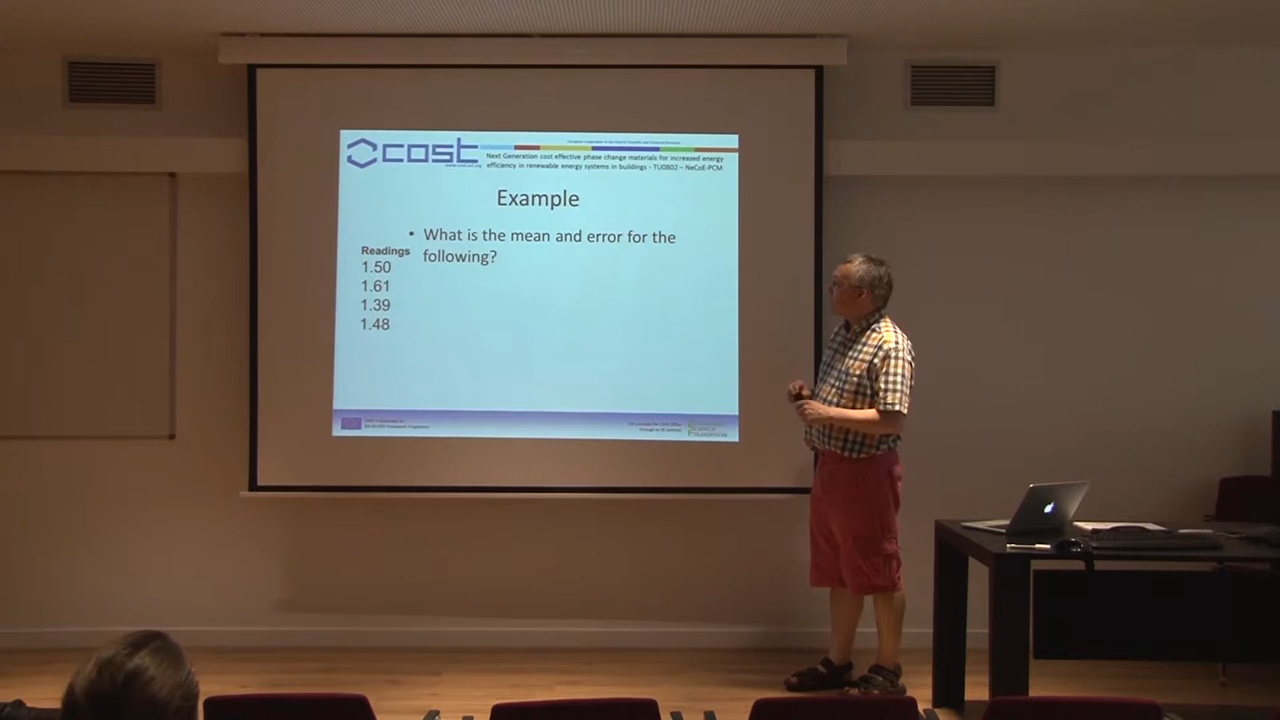 cost
Next Generation cost effective phase change materials for increased energy
efficiency in renewable energy systems in buildings - TU0802 – NeCoE-PCM
Example
• What is the mean and error for the
following?
Readings
1.50
1.61
1.39
1.48